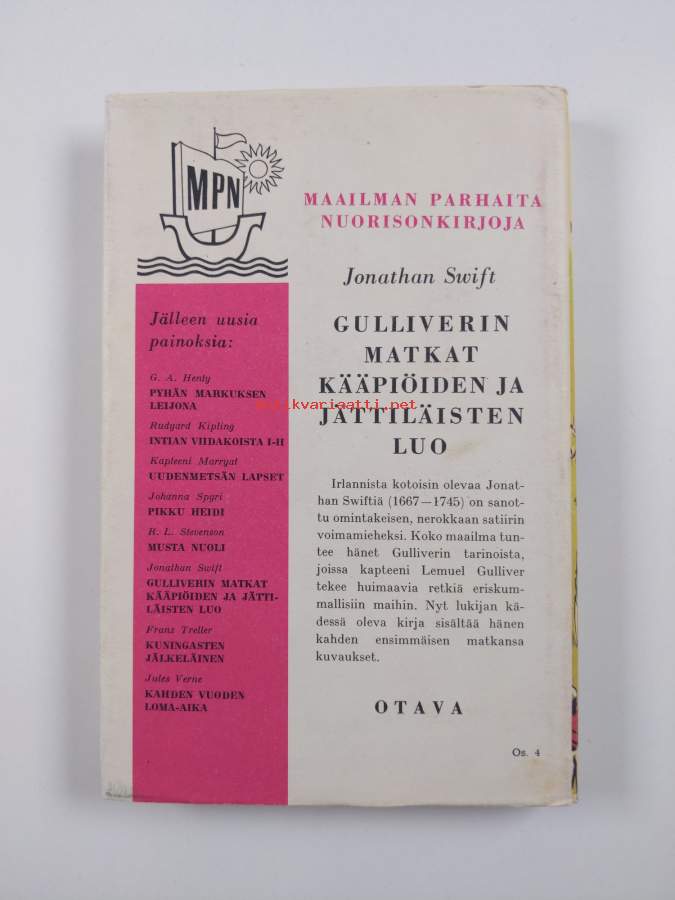 MPN
MAAILMAN PARHAITA
NUORISONKIRJOJA
Jonathan Swift
GULLIVERIN
MATKAT
KÄÄPIÖIDEN JA
JÄTTILÄISTEN
LUO
Irlannista kotoisin olevaa Jonat-
han Swiftiä (1667—1745) on sanot-
tu omintakeisen, nerokkaan satiirin
voimamieheksi. Koko maailma tun-
tee hänet Gulliverin tarinoista,
joissa kapteeni Lemuel Gulliver
tekee huimaavia retkiä eriskum-
mallisiin maihin. Nyt lukijan kä-
dessä oleva kirja sisältää hänen
kahden ensimmäisen matkansa
kuvaukset.
OTAVA
Os. 4
Jälleen uusia
painoksia:
G. A. Henty
PYHÄN MARKUKSEN
LEIJONA
Rudyard Kipling
INTIAN VIIDAKOISTA I-II
Kapteeni Marryat
UUDENMETSÄN LAPSET
Johanna Spyri
PIKKU HEIDI
R. L. Stevenson
MUSTA NUOLI
Jonathan Swift
GULLIVERIN MATKAT
KÄÄPIÖIDEN JA JÄTTI-
LÄISTEN LUO
Franz Treller
KUNINGASTEN
JÄLKELÄINEN
Jules Verne
KAHDEN VUODEN
LOMA-AIKA
antikvariaatti.net